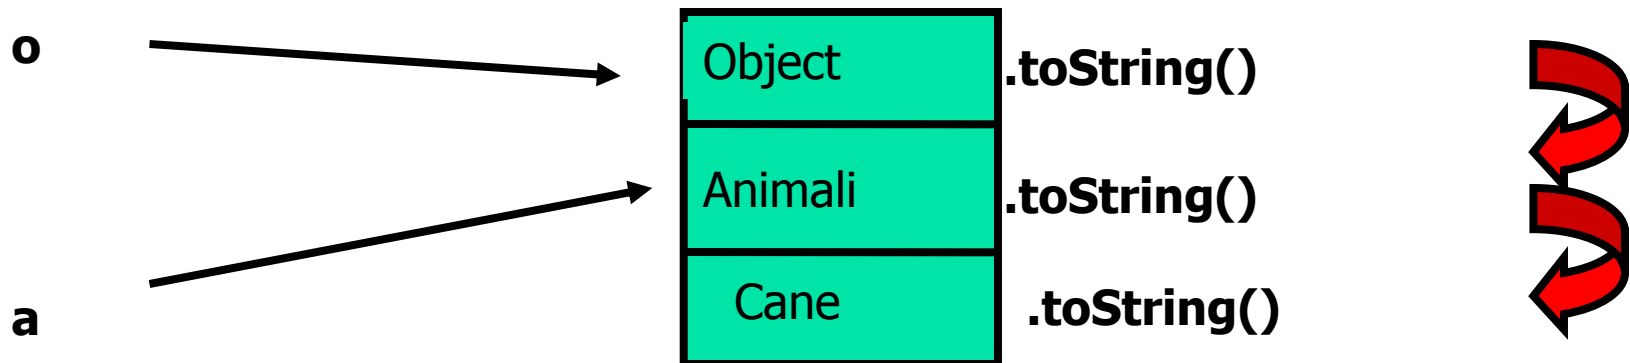 o Object .toString()
Animali .toString()
a Cane .toString()